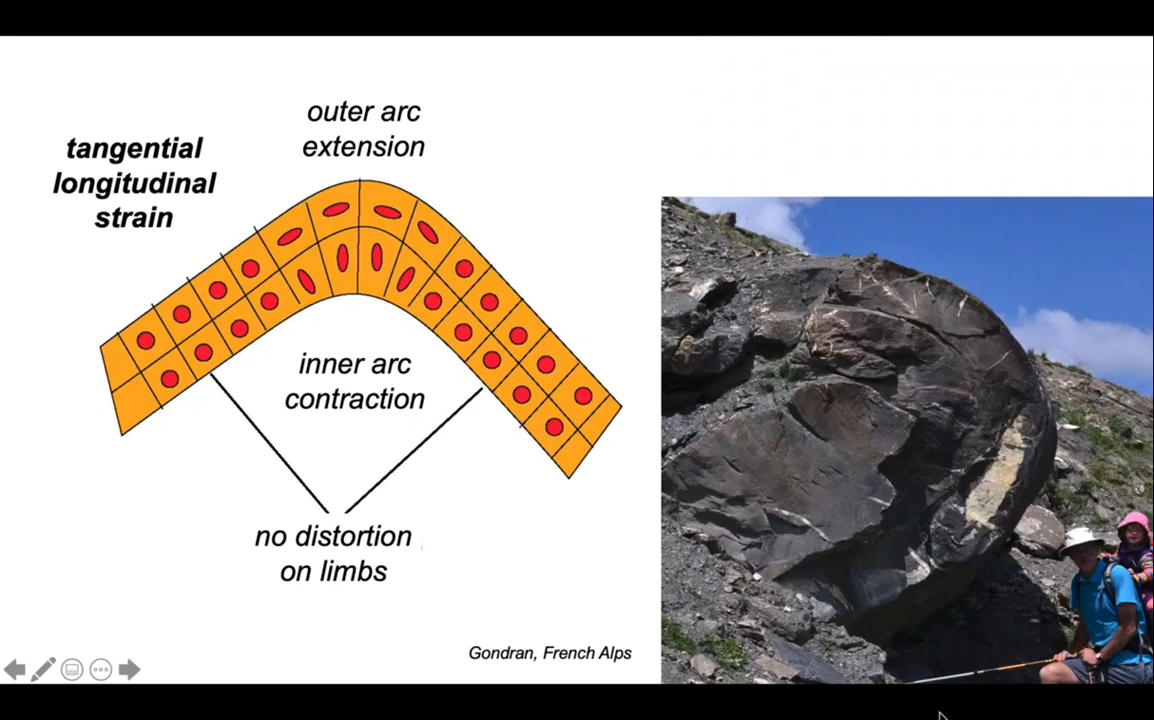 tangential
longitudinal
strain
outer arc
extension
inner arc
contraction
no distortion
on limbs
Gondran, French Alps